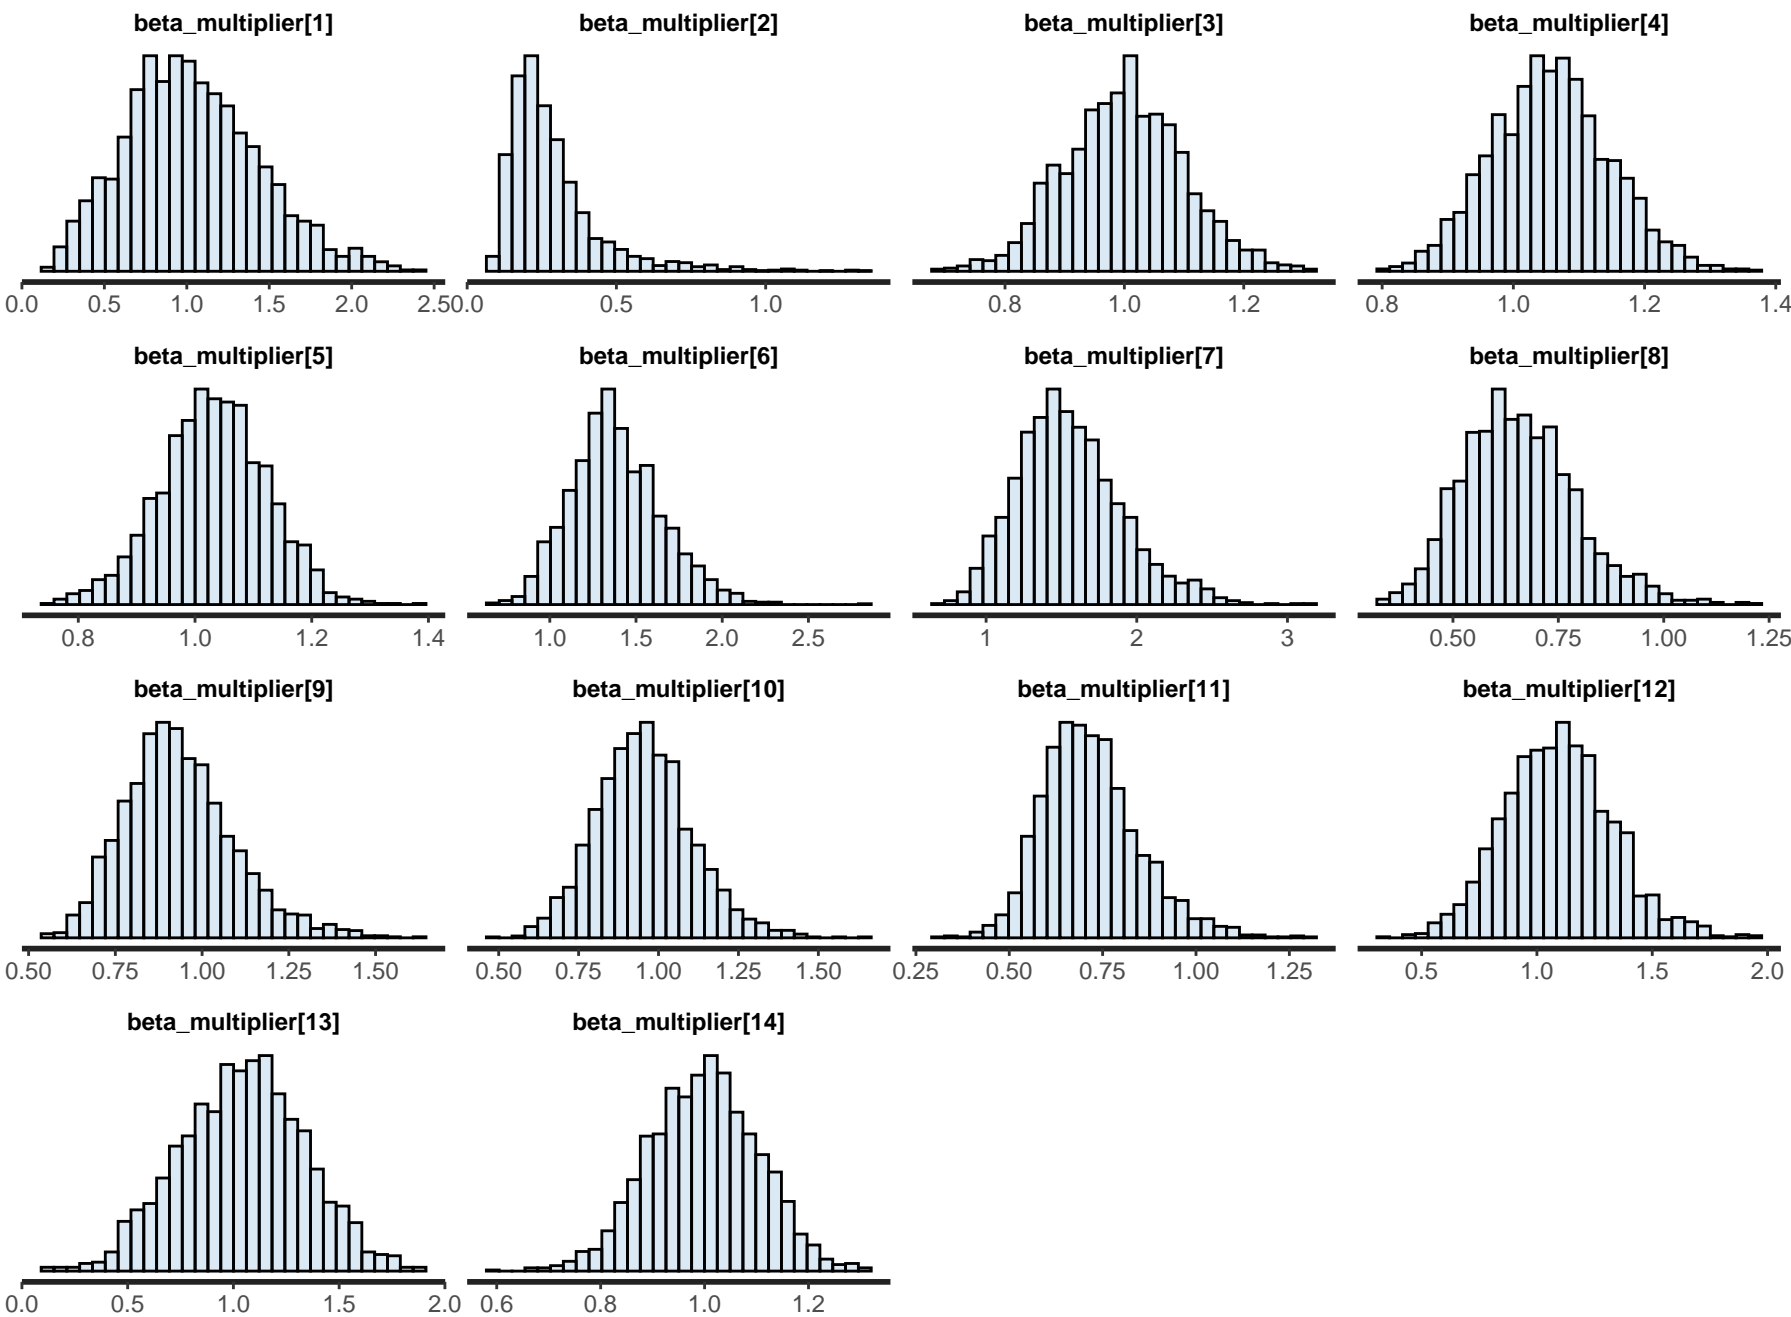 beta_multiplier[1] beta_multiplier[2] beta_multiplier[3] beta_multiplier[4]
0.0 0.5 1.0 1.5 2.0 2.5 0.0 0.5 1.0 0.8 1.0 1.2 0.8 1.0 1.2 1.4
beta_multiplier[5] beta_multiplier[6] beta_multiplier[7] beta_multiplier[8]
0.8 1.0 1.2 1.4 1.0 1.5 2.0 2.5 1 2 3 0.50 0.75 1.00 1.25
beta_multiplier[9] beta_multiplier[10] beta_multiplier[11] beta_multiplier[12]
0.50 0.75 1.00 1.25 1.50 0.50 0.75 1.00 1.25 1.50 0.25 0.50 0.75 1.00 1.25 0.5 1.0 1.5 2.0
beta_multiplier[13] beta_multiplier[14]
0.0 0.5 1.0 1.5 2.0 0.6 0.8 1.0 1.2